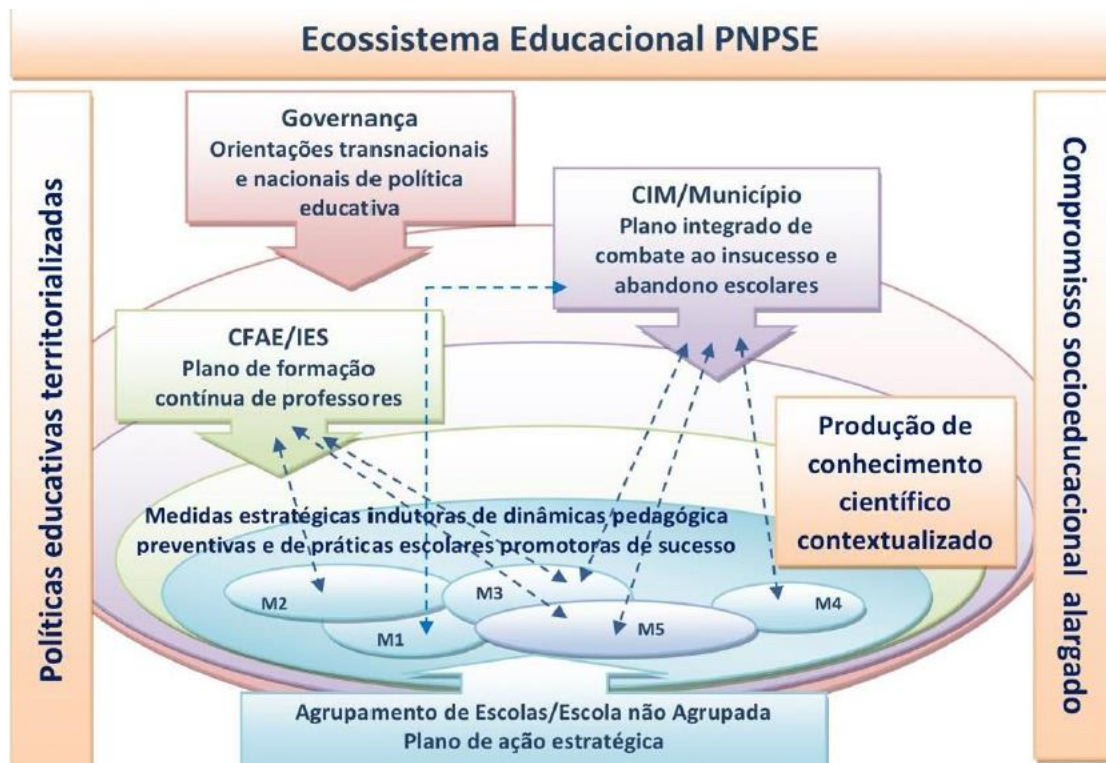 Ecossistema Educacional PNPSE
Políticas educativas territorializadas
Governança
Orientações transnacionais
e nacionais de política
educativa
CIM/Município
Plano integrado de
combate ao insucesso e
abandono escolares
CFAE/IES
Plano de formação
contínua de professores
Produção de
conhecimento
científico
contextualizado
Medidas estratégicas indutoras de dinâmicas pedagógica
preventivas e de práticas escolares promotoras de sucesso
M2
M3
M4
M1
M5
Agrupamento de Escolas/Escola não Agrupada
Plano de ação estratégica
Compromisso socioeducacional alargado